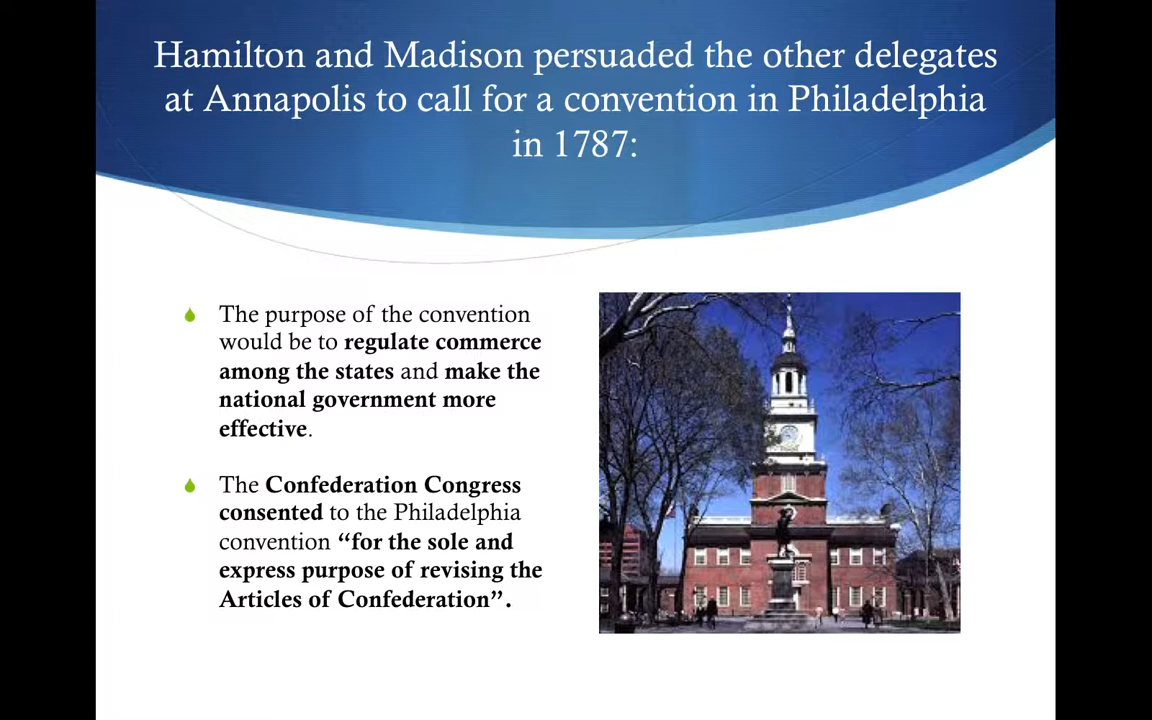 Hamilton and Madison persuaded the other delegates
at Annapolis to call for a convention in Philadelphia
in 1787:
The purpose of the convention
would be to regulate commerce
among the states and make the
national government more
effective.
The Confederation Congress
consented to the Philadelphia
convention “for the sole and
express purpose of revising the
Articles of Confederation”.